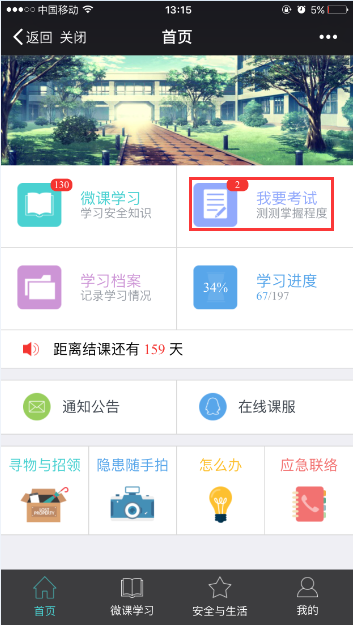 中国移动 13:15 5%
返回 关闭 首页
130
微课学习
学习安全知识
2
我要考试
测测掌握程度
学习档案
记录学习情况
34%
学习进度
67/197
距离结课还有 159 天
通知公告 在线课服
寻物与招领 隐患随手拍 怎么办 应急联络
首页 微课学习 安全与生活 我的